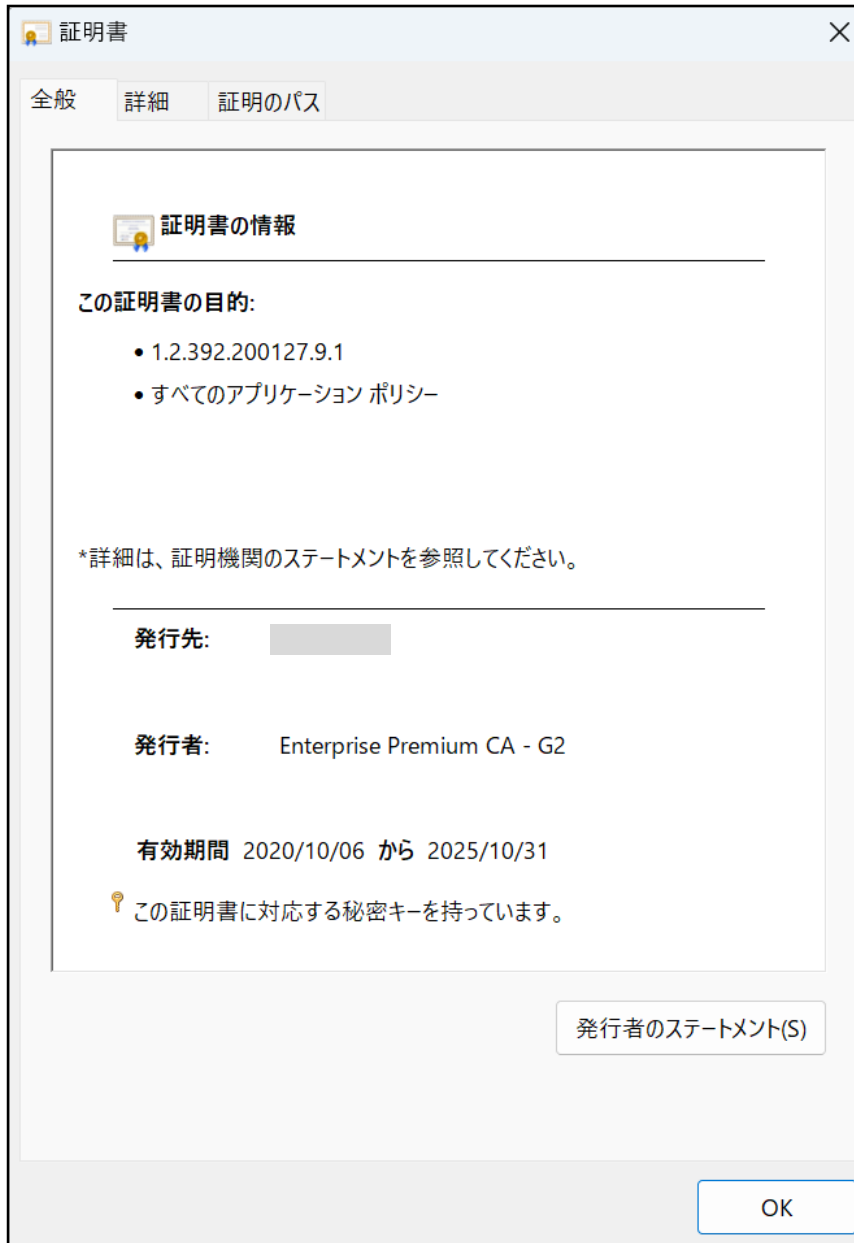 証明書
全般 詳細 証明のパス
証明書の情報
この証明書の目的:
• 1.2.392.200127.9.1
• すべてのアプリケーション ポリシー
*詳細は、証明機関のステートメントを参照してください。
発行先:
発行者: Enterprise Premium CA - G2
有効期間 2020/10/06 から 2025/10/31
この証明書に対応する秘密キーを持っています。
発行者のステートメント(S)
OK